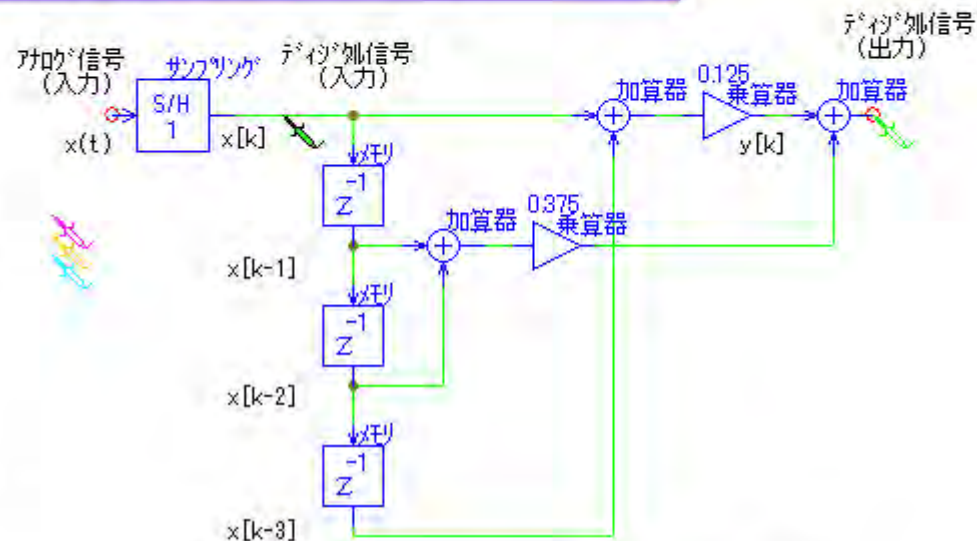 アナログ信号
(入力)
x(t)
サンプリング
S/H
1
x[k]
ディジタル信号
(入力)
メモリ
Z-1
x[k-1]
メモリ
Z-1
x[k-2]
メモリ
Z-1
x[k-3]
加算器
0.375
乗算器
加算器
0.125
乗算器
y[k]
加算器
ディジタル信号
(出力)